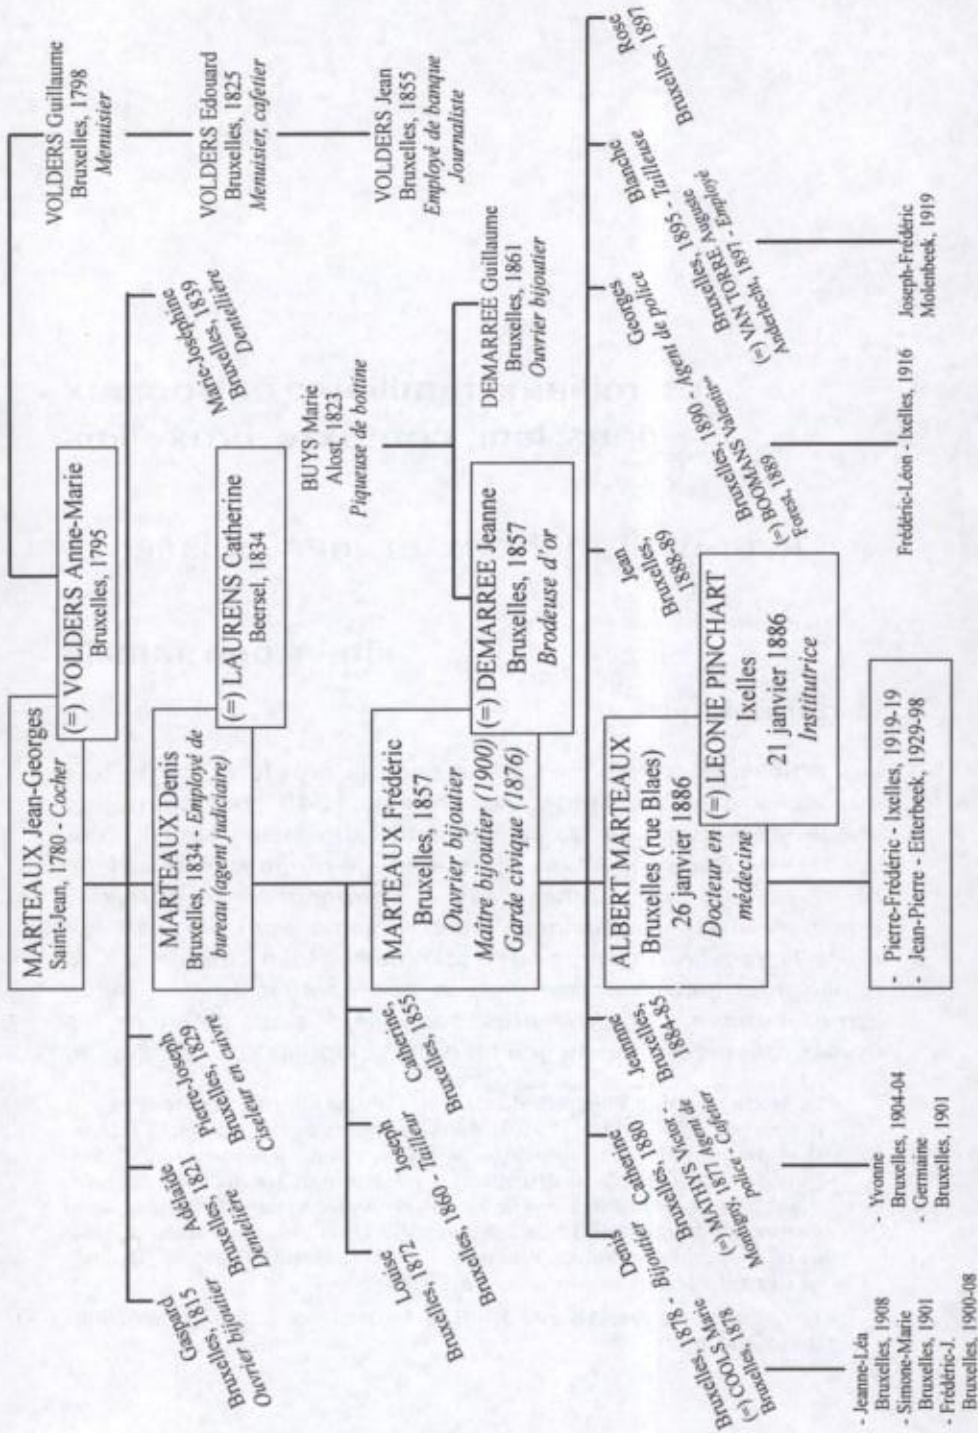 MARTEAUX Jean-Georges
Saint-Jean, 1780 - Cocher
(=) VOLDERS Anne-Marie
Bruxelles, 1795
VOLDERS Guillaume
Bruxelles, 1798
Menuisier
Gaspard
Bruxelles, 1815
Ouvrier bijoutier
Adélaïde
Bruxelles, 1821
Dentelière
Pierre-Joseph
Bruxelles, 1829
Ciseleur en cuivre
MARTEAUX Denis
Bruxelles, 1834 Employé de
bureau (agent judiciaire)
(=) LAURENS Catherine
Beersel, 1834
Marie-Joséphine
Bruxelles, 1839
Dentellière
VOLDERS Edouard
Bruxelles, 1825
Menuisier, cafetier
BUYS Marie
Alost 1823
Piqueuse de bottine
VOLDERS Jean
Bruxelles, 1855
Employé de banque
Journaliste
Louise
Bruxelles, 1872
Joseph
Bruxelles, 1860 - Tailleur
Catherine
Bruxelles, 1855
MARTEAUX Frédéric
Bruxelles, 1857
Ouvrier bijoutier
Maître bijoutier (1900)
Garde civique (1876)
(=) DEMARREE Jeanne
Bruxelles, 1857
Brodeuse d'or
DEMARREE Guillaume
Bruxelles, 1861
Ouvrier bijoutier
Denis
Bijoutier
Bruxelles, 1878
(=) COOLS Marie
Bruxelles, 1878
Catherine
Bruxelles, 1880
(=) MATHYS Victor
Montigny, 1877 Agent de
police - Cafetier
Jeanne
Bruxelles,
1884-85
ALBERT MARTEAUX
Bruxelles (rue Blaes)
26 janvier 1886
Docteur en
médecine
(=) LEONIE PINCHART
Ixelles
21 janvier 1886
Institutrice
Jean
Bruxelles,
1888-89
Georges
Bruxelles, 1890 - Agent de police
(=) BOOMANS Valentine
Forest, 1889
Blanche
Bruxelles, 1895 - Tailleuse
(=) VAN TORRE Auguste
Anderlecht, 1897 - Employé
Rose
Bruxelles, 1897
- Jeanne-Léa
Bruxelles, 1908
- Simone-Marie
Bruxelles, 1901
- Frédéric-J.
Bruxelles, 1900-08
- Yvonne
Bruxelles, 1904-04
- Germaine
Bruxelles, 1901
- Pierre-Frédéric - Ixelles, 1919-19
- Jean-Pierre - Etterbeek, 1929-98
Frédéric-Léon - Ixelles, 1916
Joseph-Frédéric
Molenbeek, 1919